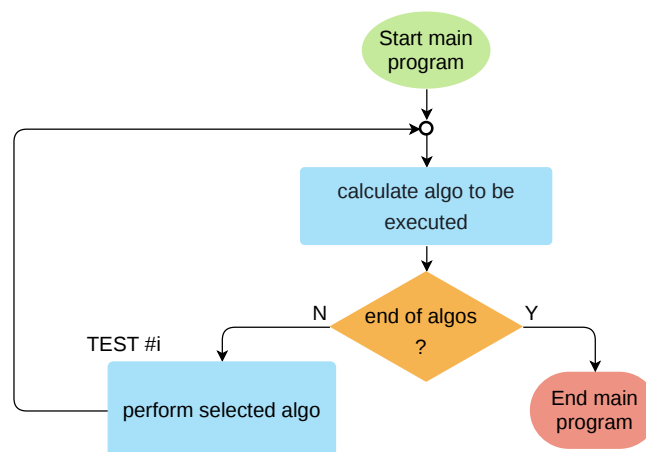 Start main
program
calculate algo to be
executed
N
end of algos
?
Y
TEST #i
perform selected algo
End main
program